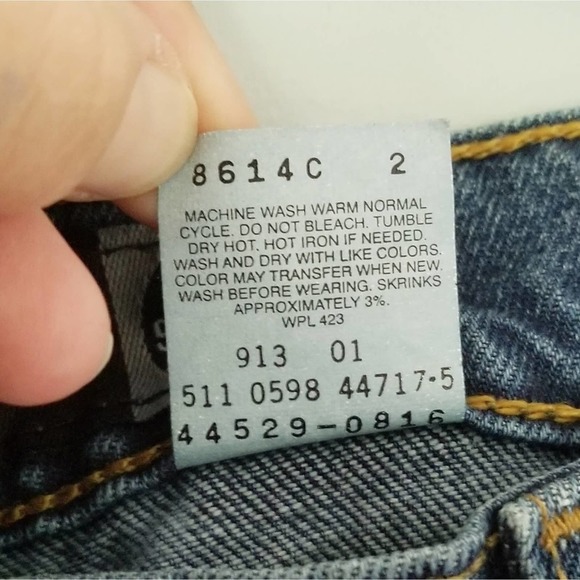 8614C 2
MACHINE WASH WARM NORMAL
CYCLE. DO NOT BLEACH. TUMBLE
DRY HOT. HOT IRON IF NEEDED.
WASH AND DRY WITH LIKE COLORS.
COLOR MAY TRANSFER WHEN NEW.
WASH BEFORE WEARING. SKRINKS
APPROXIMATELY 3%.
WPL 423
913 01
511 0598 44717-5
44529-0816